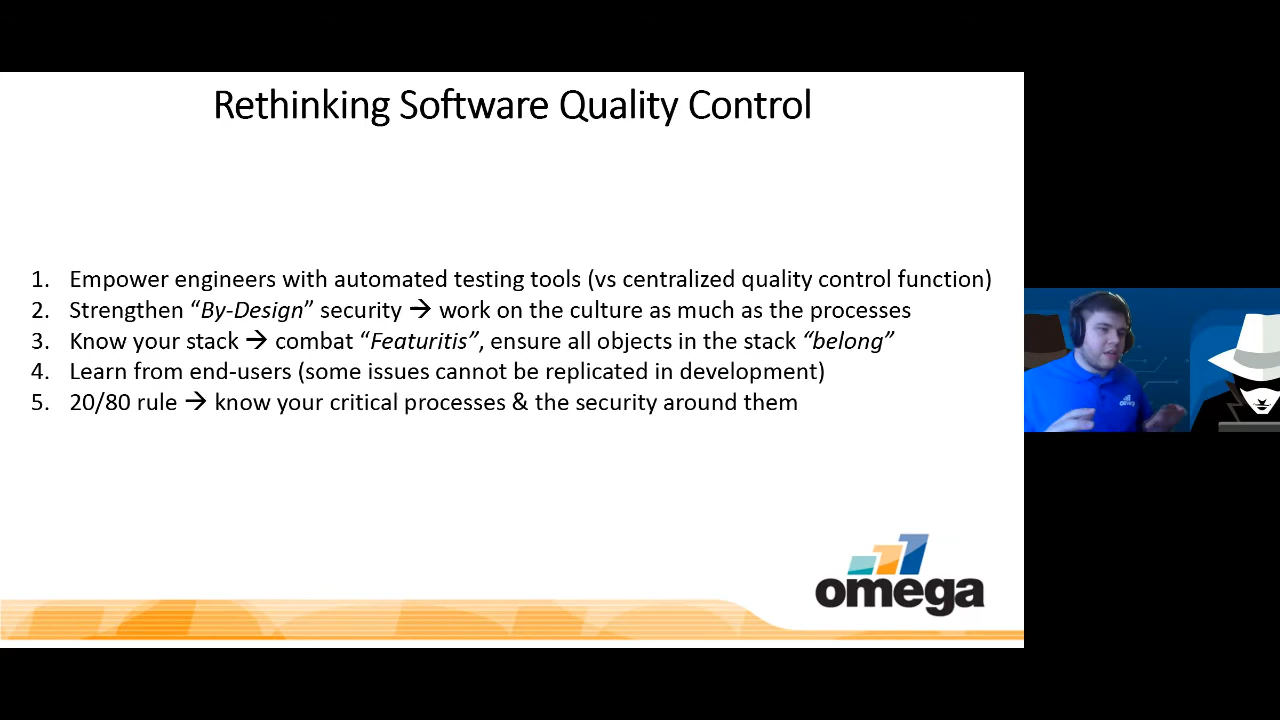 Rethinking Software Quality Control
1. Empower engineers with automated testing tools (vs centralized quality control function)
2. Strengthen “By-Design” security → work on the culture as much as the processes
3. Know your stack → combat “Featuritis”, ensure all objects in the stack “belong”
4. Learn from end-users (some issues cannot be replicated in development)
5. 20/80 rule → know your critical processes & the security around them
omega
omega